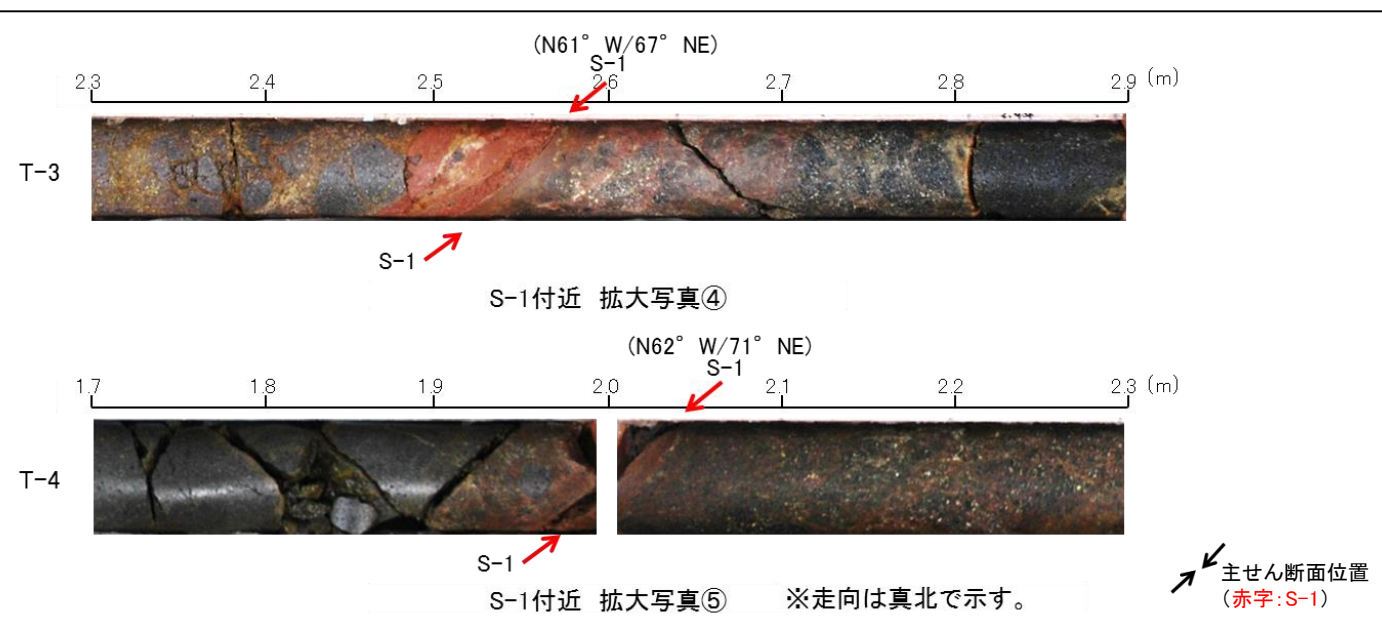 (N61° W/67° NE)
S-1
2.3 2.4 2.5 2.6 2.7 2.8 2.9 (m)
T-3
S-1
S-1付近 拡大写真④
(N62° W/71° NE)
S-1
1.7 1.8 1.9 2.0 2.1 2.2 2.3 (m)
T-4
S-1
S-1付近 拡大写真⑤ ※走向は真北で示す。
主せん断面位置
(赤字:S-1)